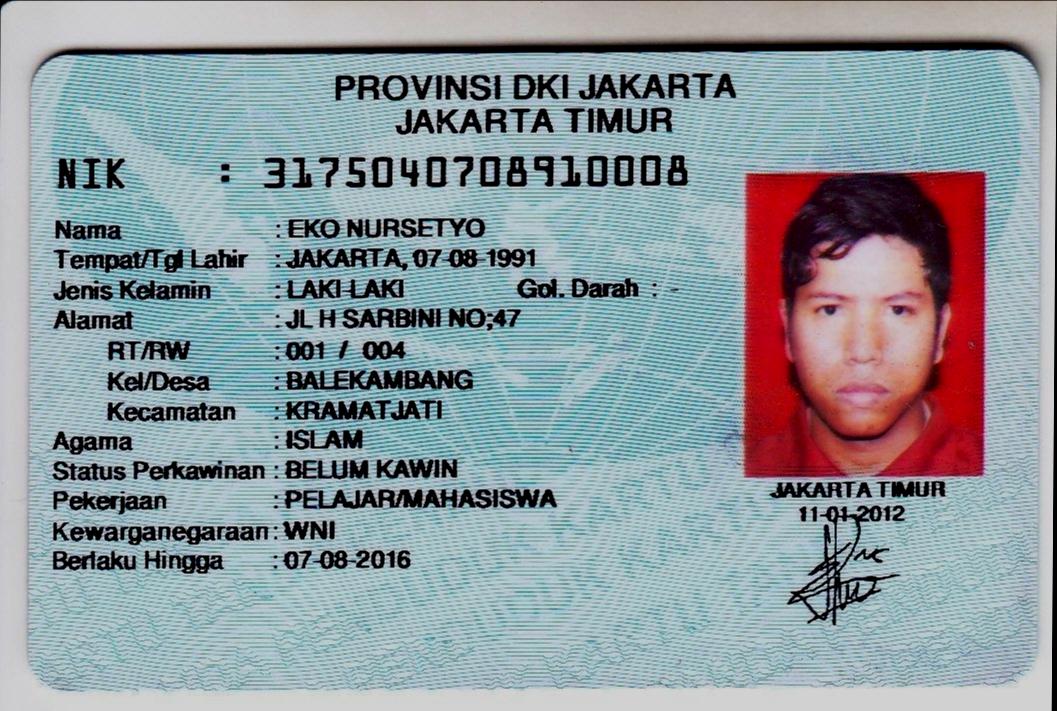 PROVINSI DKI JAKARTA
JAKARTA TIMUR
NIK : 3175040708910008
Nama : EKO NURSETYO
Tempat/Tgl Lahir : JAKARTA, 07-08-1991
Jenis Kelamin : LAKI-LAKI Gol. Darah : -
Alamat : JL H SARBINI NO;47
RT/RW : 001 / 004
Kel/Desa : BALEKAMBANG
Kecamatan : KRAMATJATI
Agama : ISLAM
Status Perkawinan : BELUM KAWIN
Pekerjaan : PELAJAR/MAHASISWA
Kewarganegaraan : WNI
Berlaku Hingga : 07-08-2016
JAKARTA TIMUR
11-01-2012